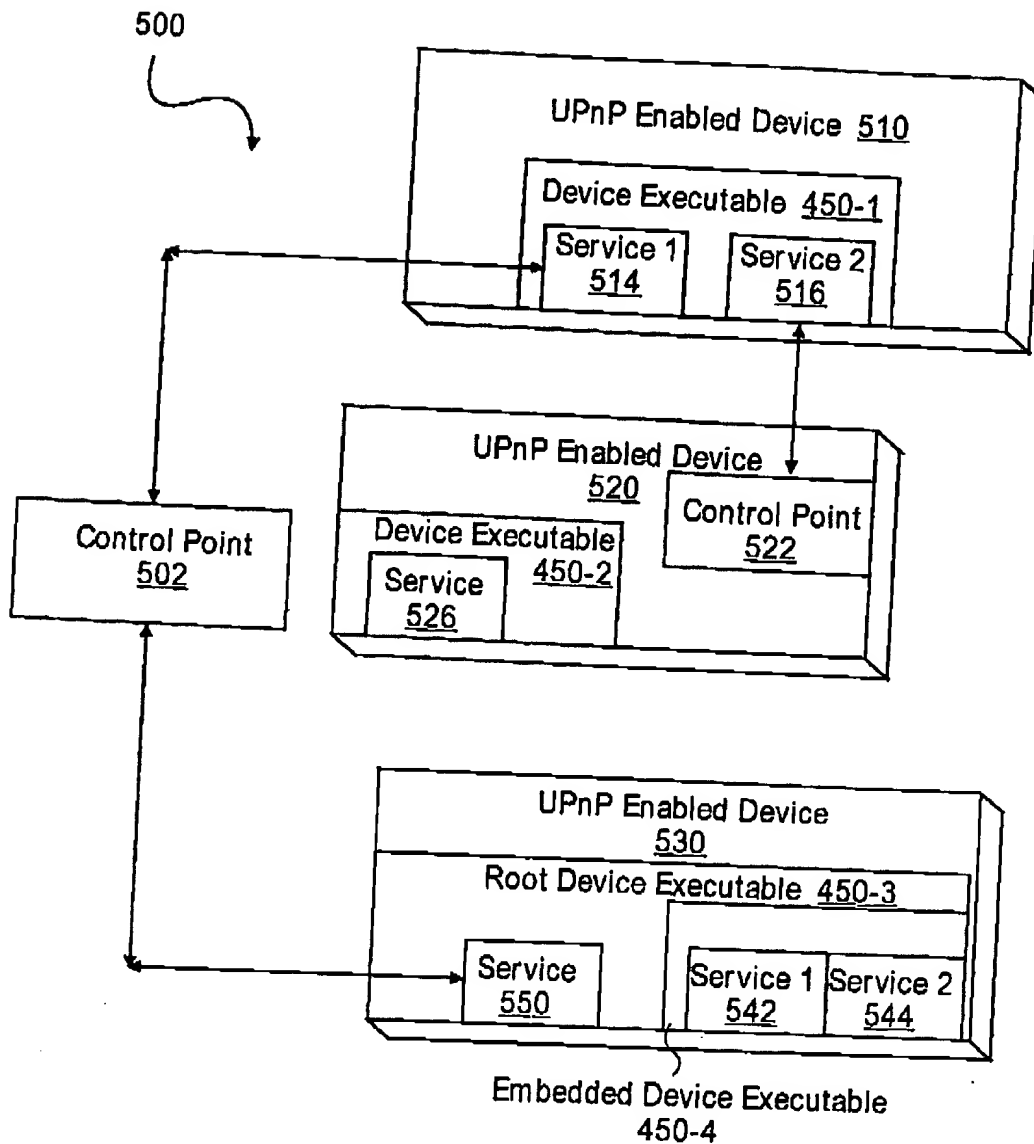 500
UPnP Enabled Device 510
Device Executable 450-1
Service 1
514
Service 2
516
UPnP Enabled Device
520
Control Point
522
Device Executable
450-2
Service
526
Control Point
502
UPnP Enabled Device
530
Root Device Executable 450-3
Service
550
Service 1
542
Service 2
544
Embedded Device Executable
450-4